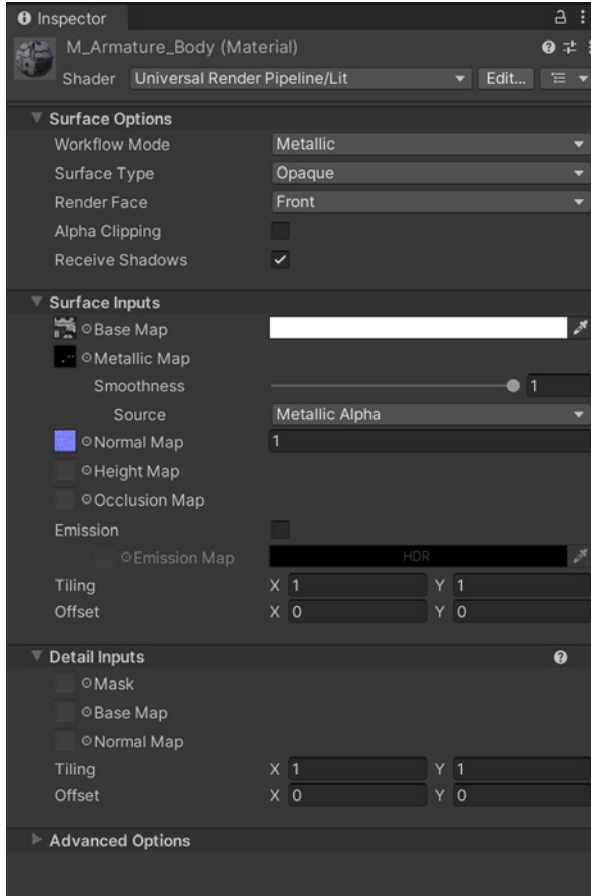 Inspector
M_Armature_Body (Material)
Shader Universal Render Pipeline/Lit Edit...
Surface Options
Workflow Mode Metallic
Surface Type Opaque
Render Face Front
Alpha Clipping
Receive Shadows
Surface Inputs
Base Map
Metallic Map
Smoothness 1
Source Metallic Alpha
Normal Map 1
Height Map
Occlusion Map
Emission
Emission Map HDR
Tiling X 1 Y 1
Offset X 0 Y 0
Detail Inputs
Mask
Base Map
Normal Map
Tiling X 1 Y 1
Offset X 0 Y 0
Advanced Options